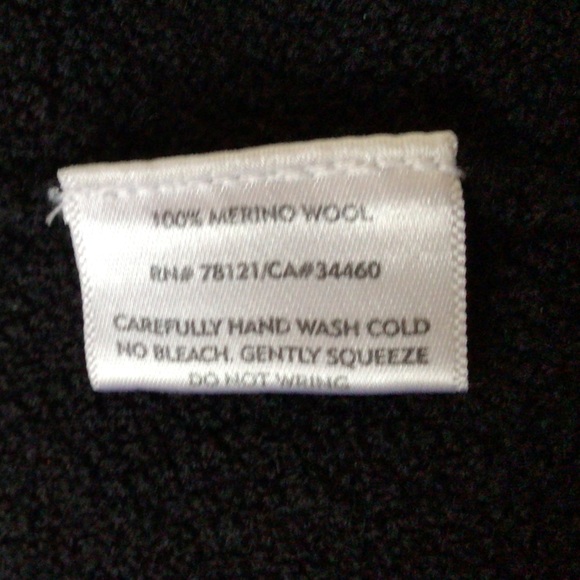 100% MERINO WOOL
RN# 78121/CA#34460
CAREFULLY HAND WASH COLD
NO BLEACH. GENTLY SQUEEZE
DO NOT WRING